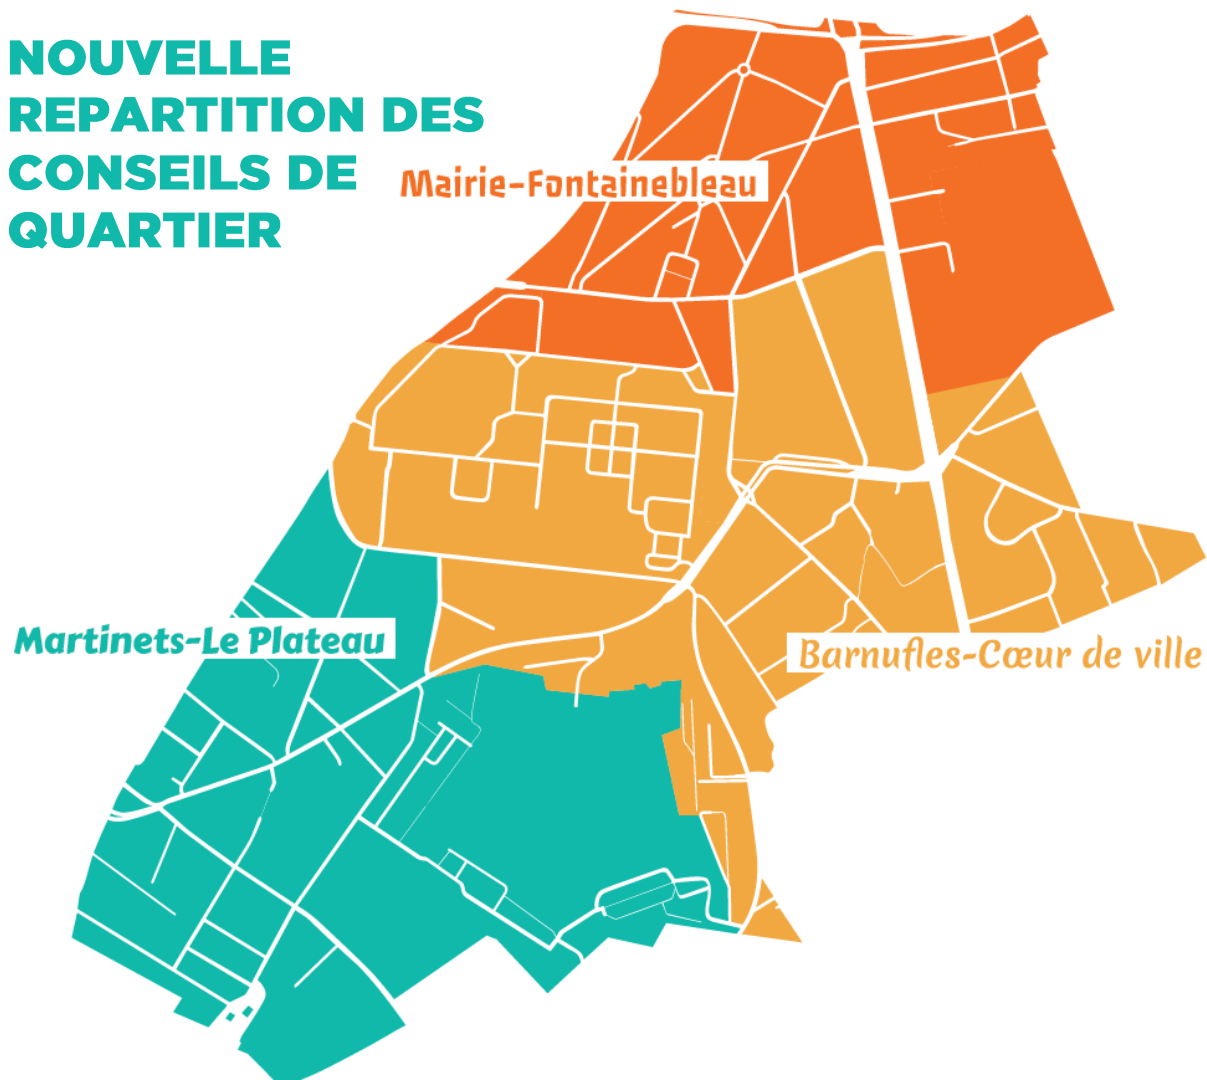 NOUVELLE
REPARTITION DES
CONSEILS DE
QUARTIER
Mairie-Fontainebleau
Martinets-Le Plateau
Barnufles-Cœur de ville